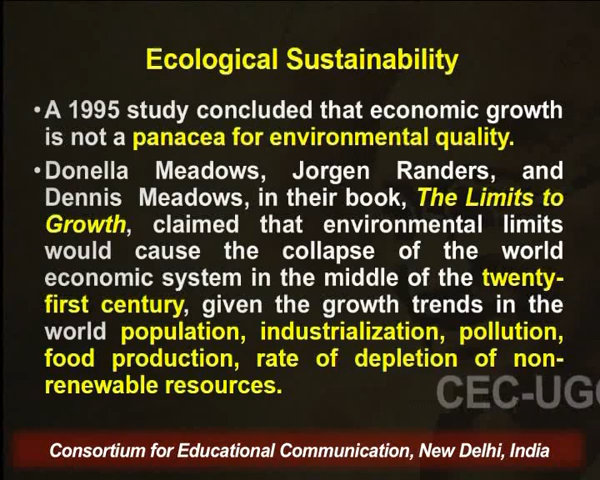 Ecological Sustainability
• A 1995 study concluded that economic growth
is not a panacea for environmental quality.
• Donella Meadows, Jorgen Randers, and
Dennis Meadows, in their book, The Limits to
Growth, claimed that environmental limits
would cause the collapse of the world
economic system in the middle of the twenty-
first century, given the growth trends in the
world population, industrialization, pollution,
food production, rate of depletion of non-
renewable resources.
CEC-UGC
Consortium for Educational Communication, New Delhi, India